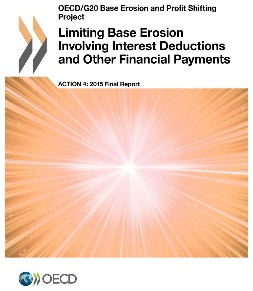 OECD/G20 Base Erosion and Profit Shifting
Project
Limiting Base Erosion
Involving Interest Deductions
and Other Financial Payments
ACTION 4: 2015 Final Report
OECD